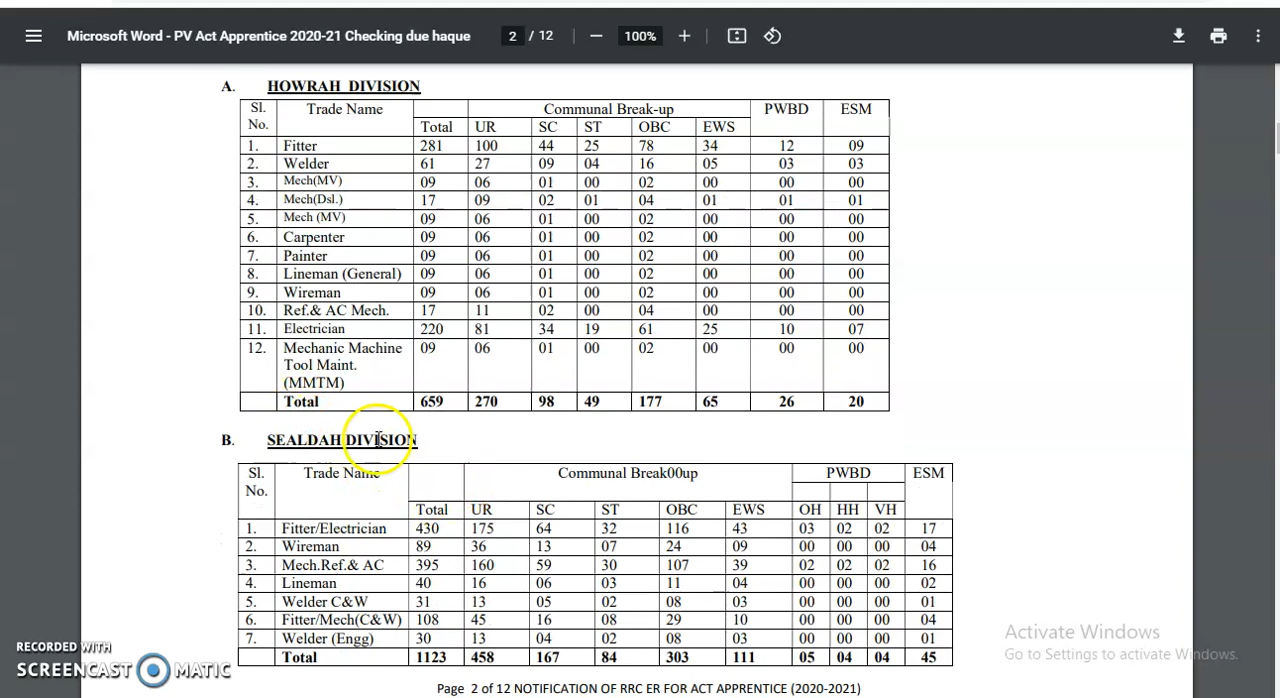 Microsoft Word - PV Act Apprentice 2020-21 Checking due haque 2 / 12 100%
A. HOWRAH DIVISION
Sl. No. Trade Name Communal Break-up PWBD ESM
Total UR SC ST OBC EWS
1. Fitter 281 100 44 25 78 34 12 09
2. Welder 61 27 09 04 16 05 03 03
3. Mech(MV) 09 06 01 00 02 00 00 00
4. Mech(Dsl.) 17 09 02 01 04 01 01 01
5. Mech (MV) 09 06 01 00 02 00 00 00
6. Carpenter 09 06 01 00 02 00 00 00
7. Painter 09 06 01 00 02 00 00 00
8. Lineman (General) 09 06 01 00 02 00 00 00
9. Wireman 09 06 01 00 02 00 00 00
10. Ref.& AC Mech. 17 11 02 00 04 00 00 00
11. Electrician 220 81 34 19 61 25 10 07
12. Mechanic Machine 09 06 01 00 02 00 00 00
Tool Maint.
(MMTM)
Total 659 270 98 49 177 65 26 20
B. SEALDAH DIVISION
Sl. No. Trade Name Communal Break00up PWBD ESM
Total UR SC ST OBC EWS OH HH VH
1. Fitter/Electrician 430 175 64 32 116 43 03 02 02 17
2. Wireman 89 36 13 07 24 09 00 00 00 04
3. Mech.Ref.& AC 395 160 59 30 107 39 02 02 02 16
4. Lineman 40 16 06 03 11 04 00 00 00 02
5. Welder C&W 31 13 05 02 08 03 00 00 00 01
6. Fitter/Mech(C&W) 108 45 16 08 29 10 00 00 00 04
7. Welder (Engg) 30 13 04 02 08 03 00 00 00 01
Total 1123 458 167 84 303 111 05 04 04 45
Page 2 of 12 NOTIFICATION OF RRC ER FOR ACT APPRENTICE (2020-2021)
Activate Windows
Go to Settings to activate Windows.
RECORDED WITH
SCREENCAST MATIC